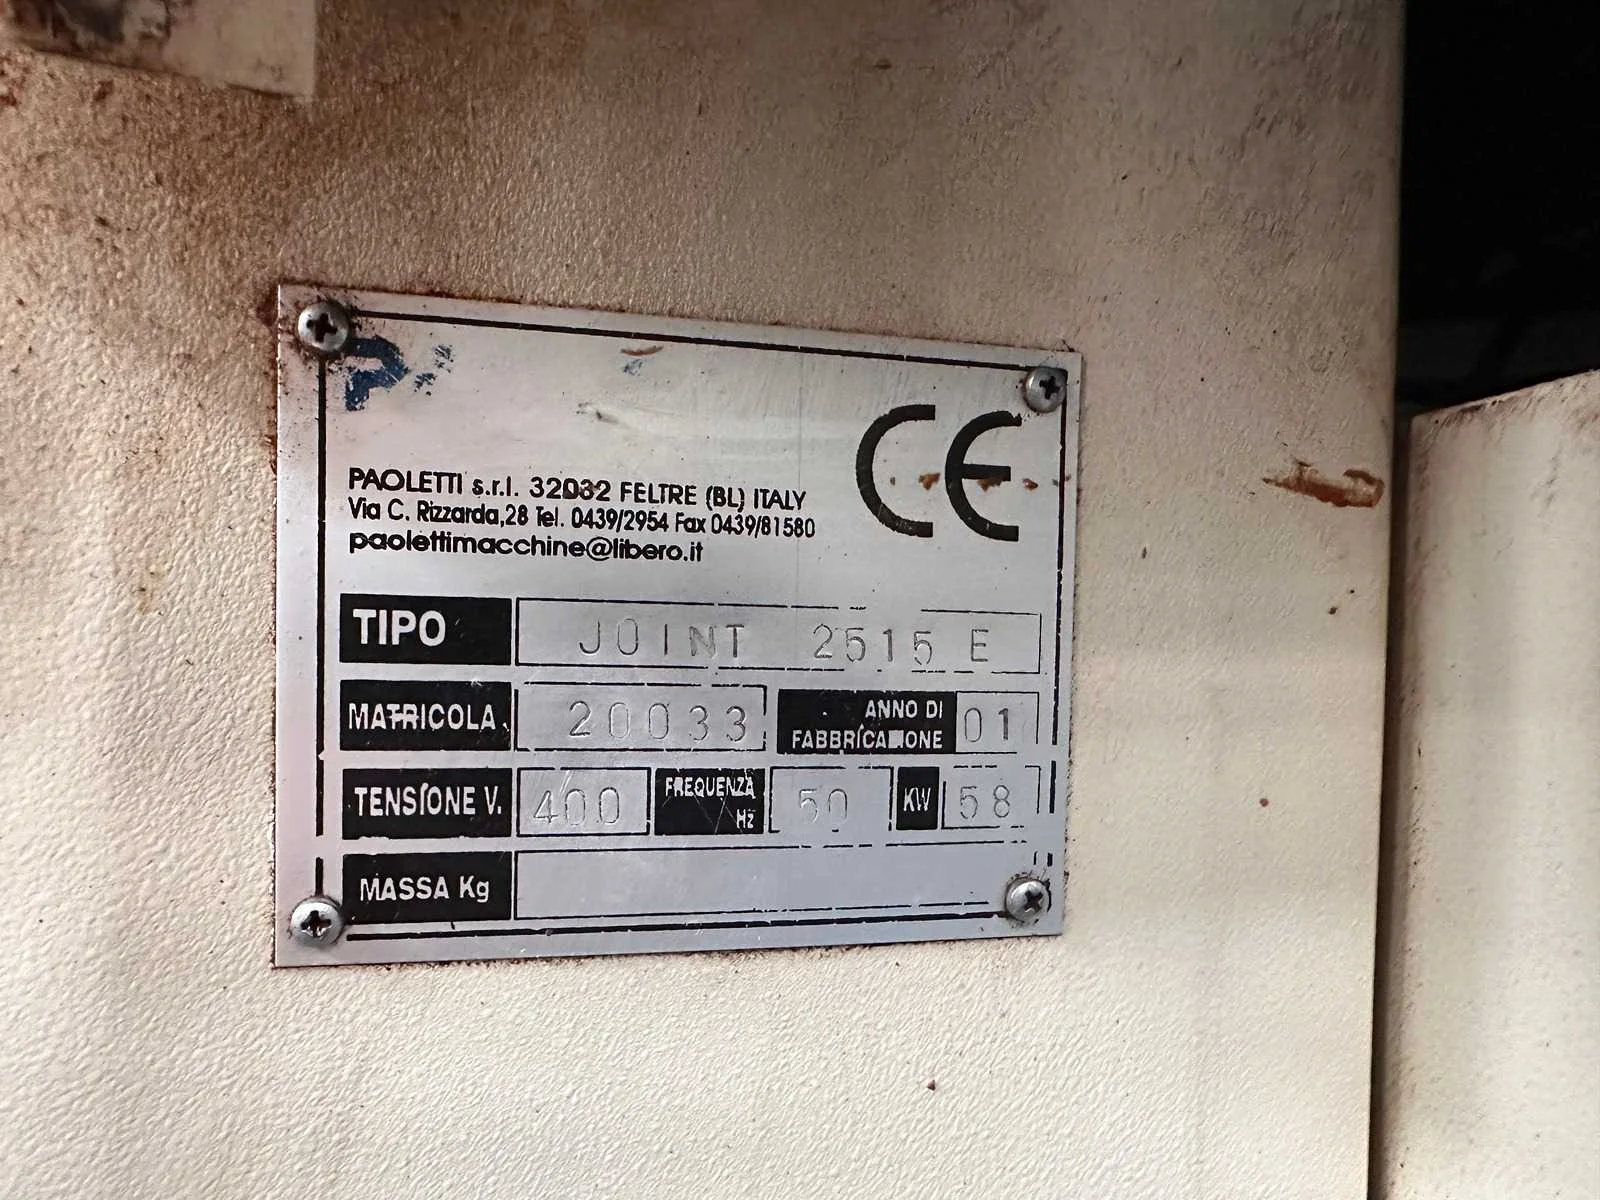 CE
PAOLETTI s.r.l. 32032 FELTRE (BL) ITALY
Via C. Rizzarda,28 Tel. 0439/2954 Fax 0439/81580
paolettimacchine@libero.it
TIPO JOINT 2515 E
MATRICOLA 20033 ANNO DI FABBRICAZIONE 01
TENSIONE V. 400 FREQUENZA Hz 50 KW 58
MASSA Kg